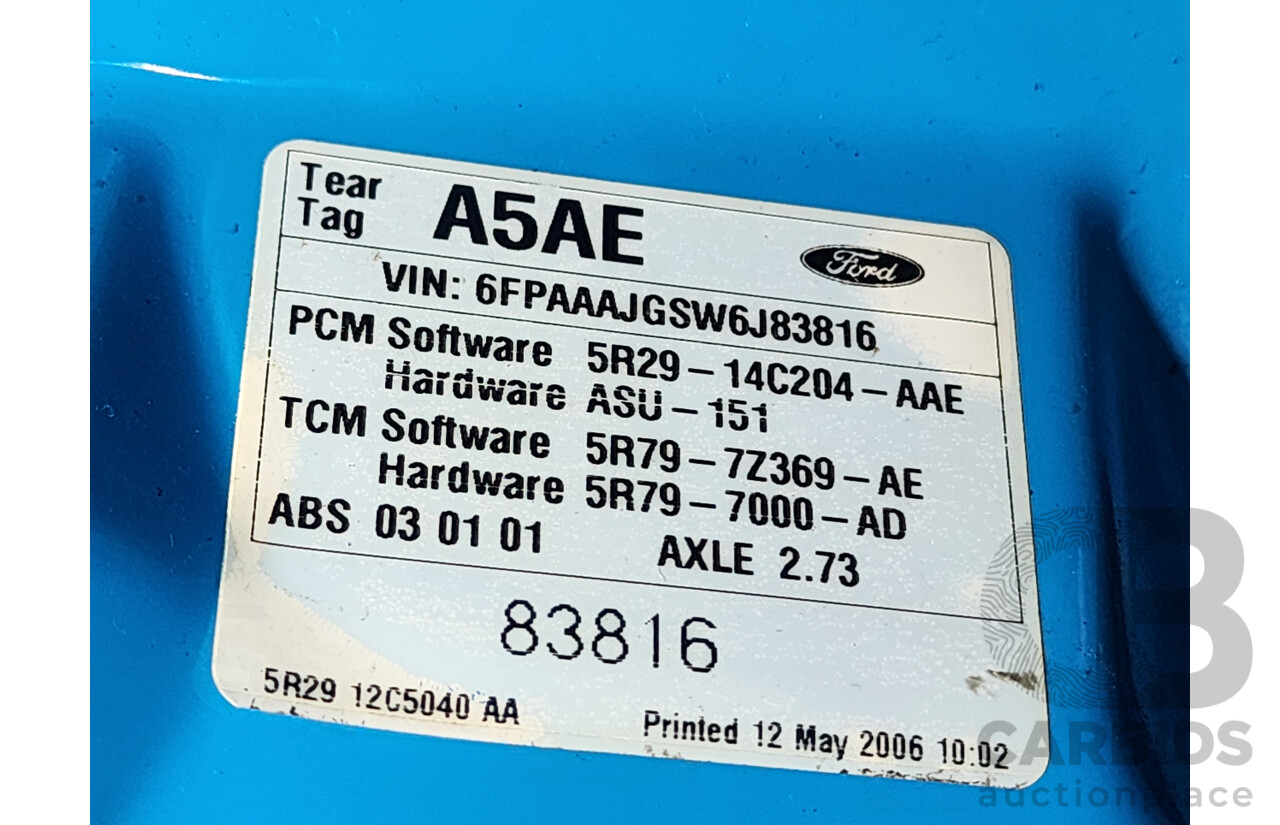 Tear
Tag A5AE Ford
VIN: 6FPAAAJGSW6J83816
PCM Software 5R29-14C204-AAE
Hardware ASU-151
TCM Software 5R79-7Z369-AE
Hardware 5R79-7000-AD
ABS 03 01 01 AXLE 2.73
83816
5R29 12C5040 AA
Printed 12 May 2006 10:02
CARBIDS
auctionplace